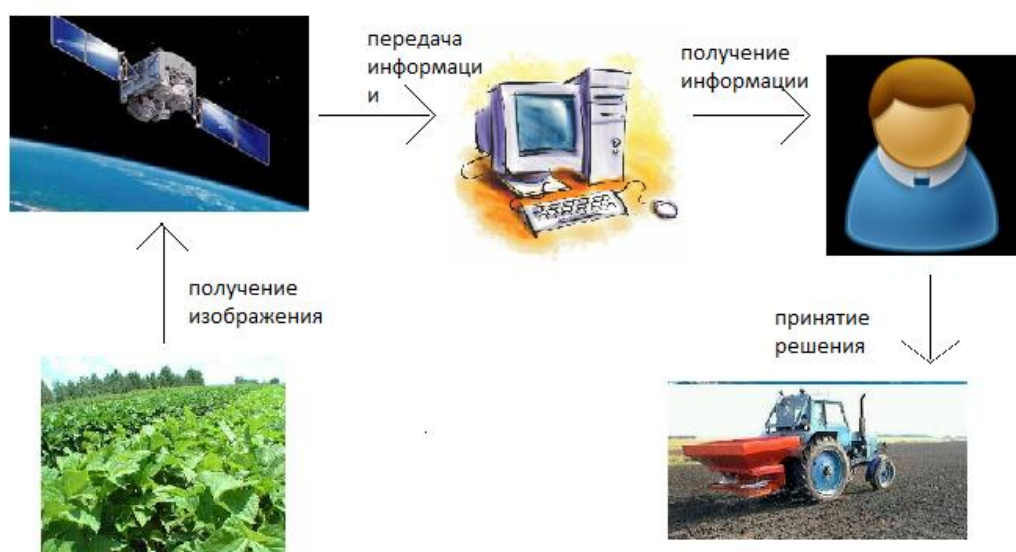 передача
информаци
и
получение
информации
получение
изображения
принятие
решения